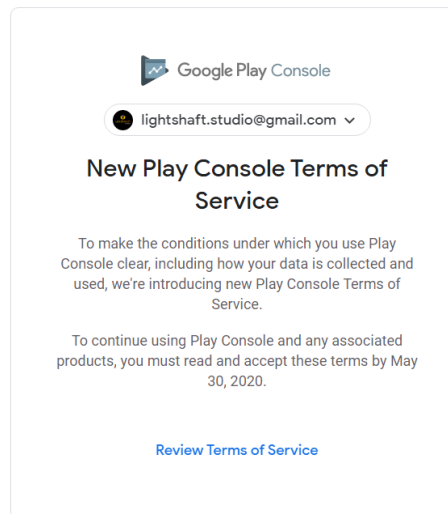 Google Play Console
lightshaft.studio@gmail.com
New Play Console Terms of
Service
To make the conditions under which you use Play
Console clear, including how your data is collected and
used, we're introducing new Play Console Terms of
Service.
To continue using Play Console and any associated
products, you must read and accept these terms by May
30, 2020.
Review Terms of Service